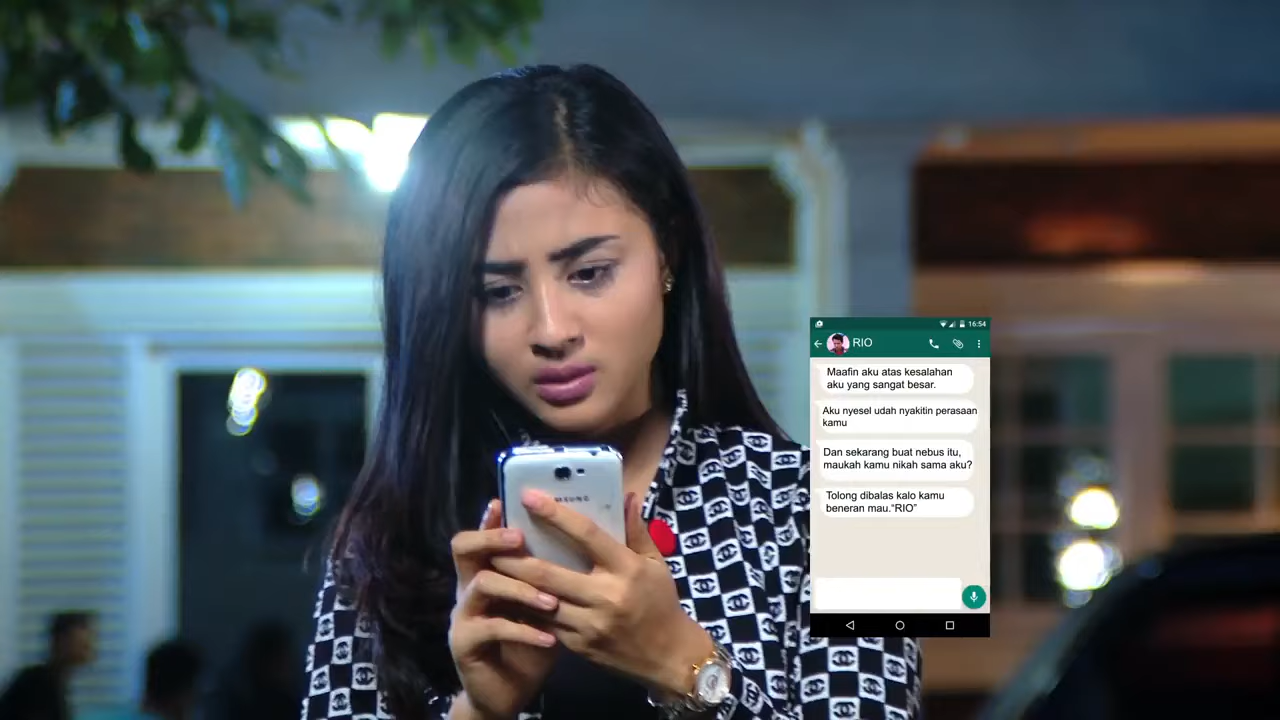 16:54
RIO
Maafin aku atas kesalahan
aku yang sangat besar.
Aku nyesel udah nyakitin perasaan
kamu
Dan sekarang buat nebus itu,
maukah kamu nikah sama aku?
Tolong dibalas kalo kamu
beneran mau.“RIO”
SAMSUNG